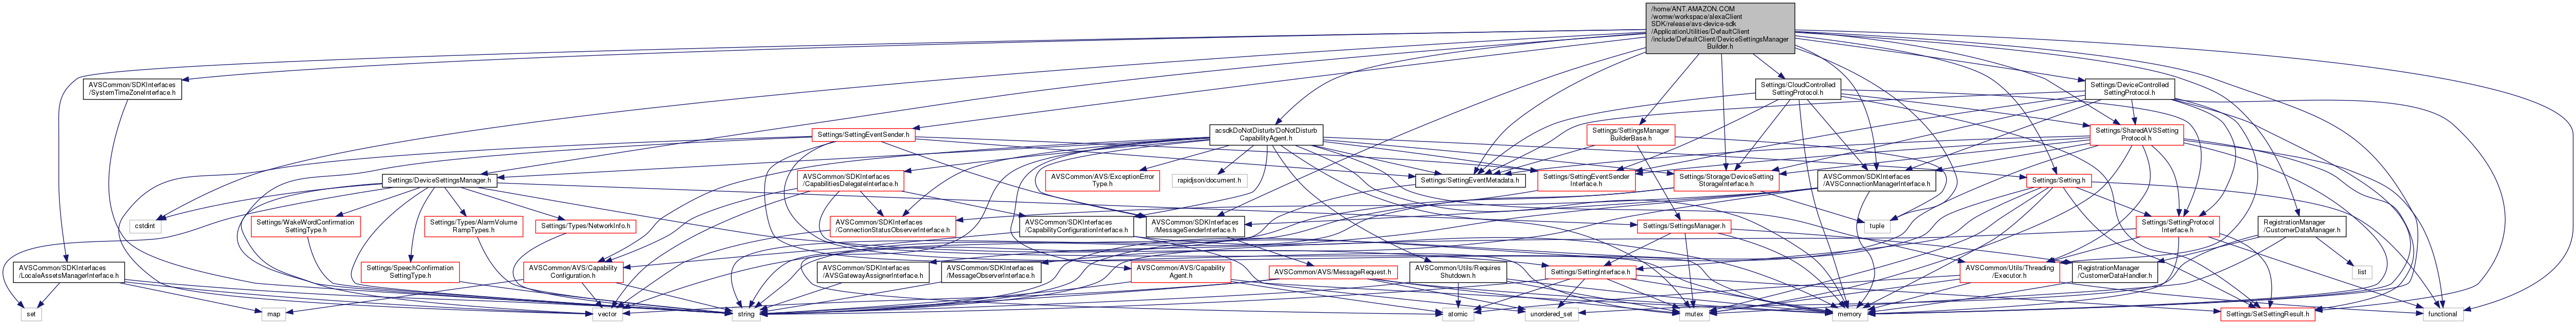 /home/ANT.AMAZON.COM
/womw/workspace/alexaClient
SDK/release/avs-device-sdk
/ApplicationUtilities/DefaultClient
/include/DefaultClient/DeviceSettingsManager
Builder.h
AVSCommon/SDKInterfaces
/SystemTimeZoneInterface.h
Settings/CloudControlled
SettingProtocol.h
Settings/DeviceControlled
SettingProtocol.h
Settings/SettingEventSender.h
acsdkDoNotDisturb/DoNotDisturb
CapabilityAgent.h
Settings/SettingsManager
BuilderBase.h
Settings/SharedAVSSetting
Protocol.h
Settings/DeviceSettingsManager.h
AVSCommon/SDKInterfaces
/CapabilitiesDelegateInterface.h
AVSCommon/AVS/ExceptionError
Type.h
rapidjson/document.h
Settings/SettingEventMetadata.h
Settings/SettingEventSender
Interface.h
Settings/Storage/DeviceSetting
StorageInterface.h
AVSCommon/SDKInterfaces
/AVSConnectionManagerInterface.h
Settings/Setting.h
cstdint
Settings/WakeWordConfirmation
SettingType.h
Settings/Types/AlarmVolume
RampTypes.h
Settings/Types/NetworkInfo.h
AVSCommon/SDKInterfaces
/ConnectionStatusObserverInterface.h
AVSCommon/SDKInterfaces
/CapabilityConfigurationInterface.h
AVSCommon/SDKInterfaces
/MessageSenderInterface.h
Settings/SettingsManager.h
tuple
Settings/SettingProtocol
Interface.h
RegistrationManager
/CustomerDataManager.h
AVSCommon/SDKInterfaces
/LocaleAssetsManagerInterface.h
Settings/SpeechConfirmation
SettingType.h
AVSCommon/AVS/Capability
Configuration.h
AVSCommon/SDKInterfaces
/AVSGatewayAssignerInterface.h
AVSCommon/SDKInterfaces
/MessageObserverInterface.h
AVSCommon/AVS/Capability
Agent.h
AVSCommon/AVS/MessageRequest.h
AVSCommon/Utils/Requires
Shutdown.h
Settings/SettingInterface.h
AVSCommon/Utils/Threading
/Executor.h
RegistrationManager
/CustomerDataHandler.h
list
set
map
vector
string
atomic
unordered_set
mutex
memory
Settings/SetSettingResult.h
functional